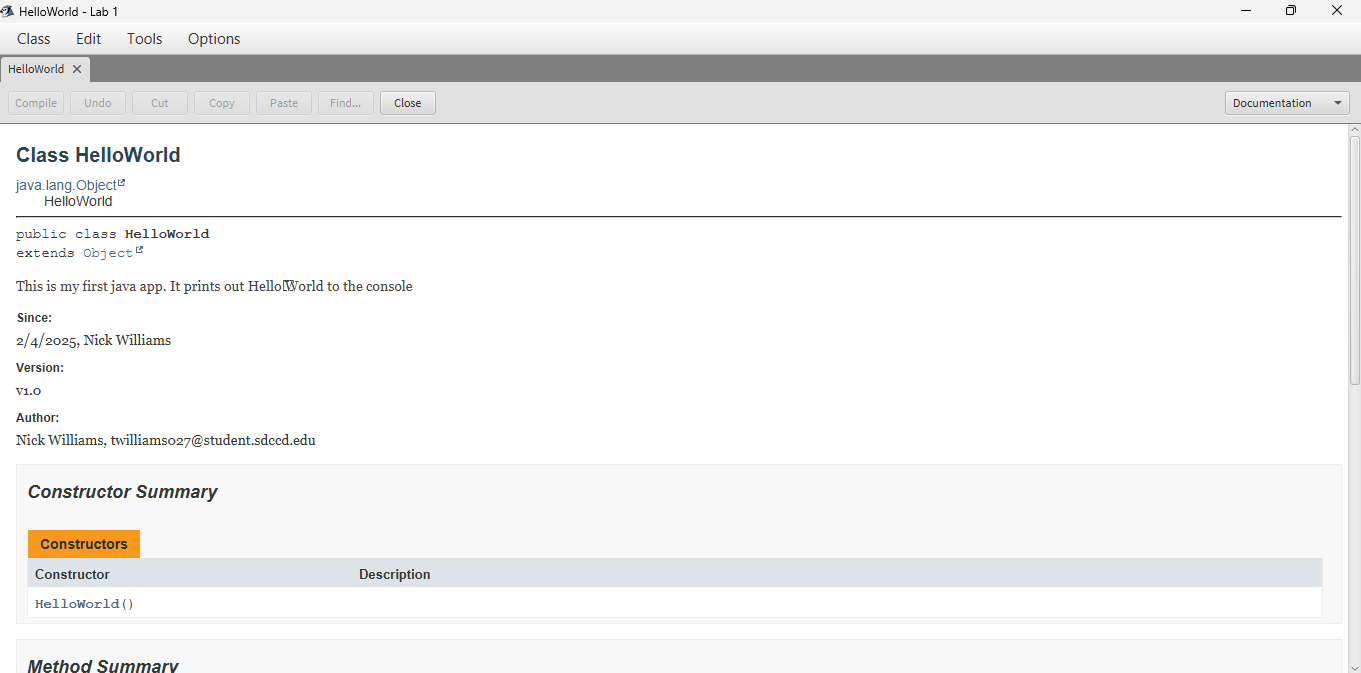 HelloWorld - Lab 1
Class Edit Tools Options
HelloWorld
Compile Undo Cut Copy Paste Find... Close Documentation
Class HelloWorld
java.lang.Object
HelloWorld
public class HelloWorld
extends Object
This is my first java app. It prints out Hello World to the console
Since:
2/4/2025, Nick Williams
Version:
v1.0
Author:
Nick Williams, twilliams027@student.sdccd.edu
Constructor Summary
Constructors
Constructor Description
HelloWorld()
Method Summary